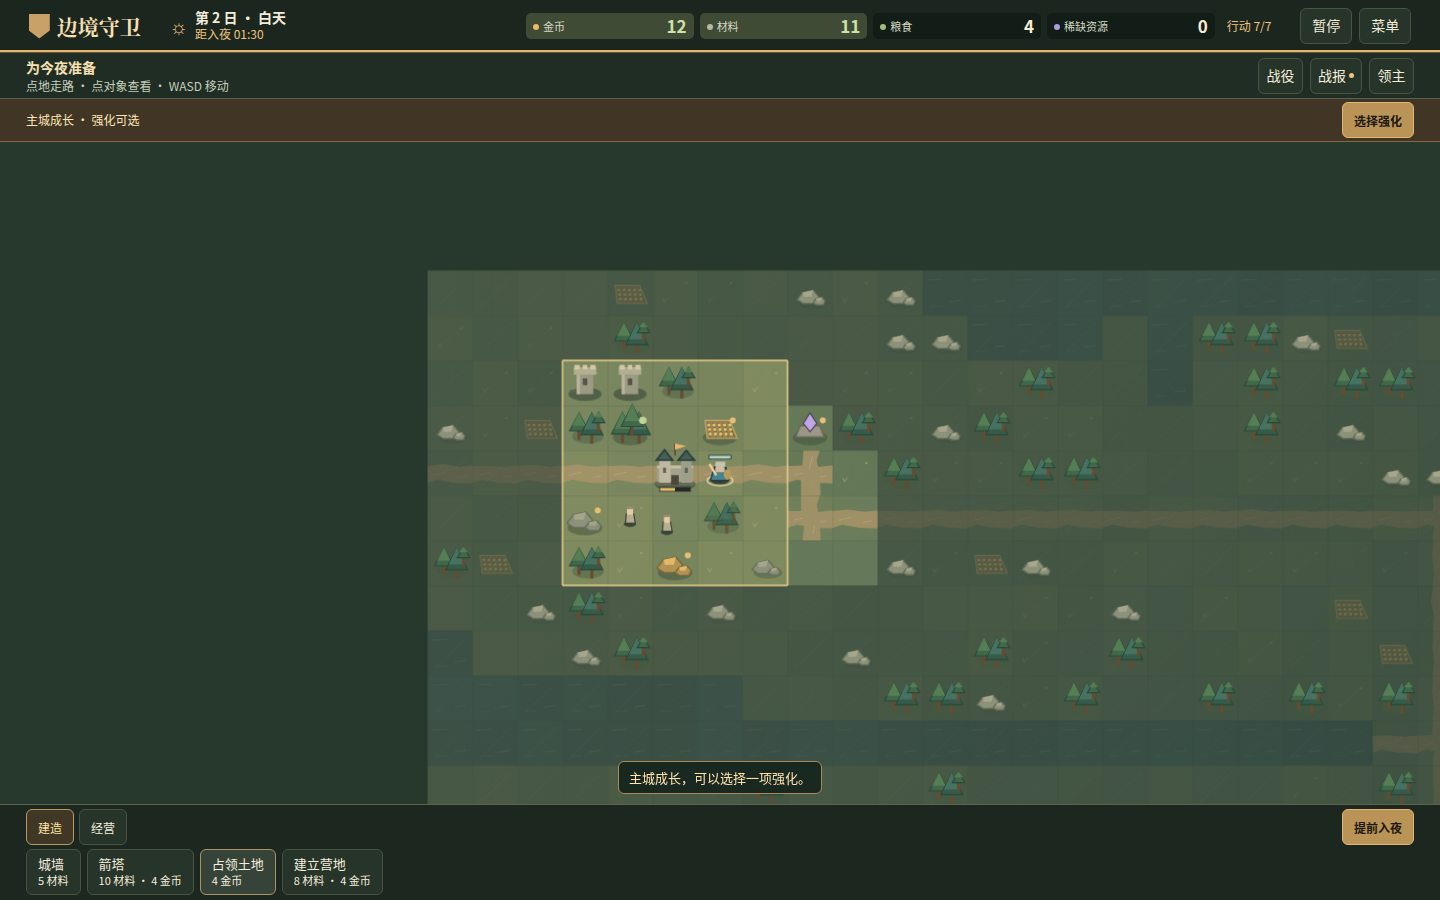 边境守卫
第 2 日 · 白天
距入夜 01:30
金币 12
材料 11
粮食 4
稀缺资源 0
行动 7/7
暂停
菜单
为今夜准备
点地走路 · 点对象查看 · WASD 移动
战役
战报
领主
主城成长 · 强化可选
选择强化
主城成长，可以选择一项强化。
建造
经营
提前入夜
城墙
5 材料
箭塔
10 材料 · 4 金币
占领土地
4 金币
建立营地
8 材料 · 4 金币